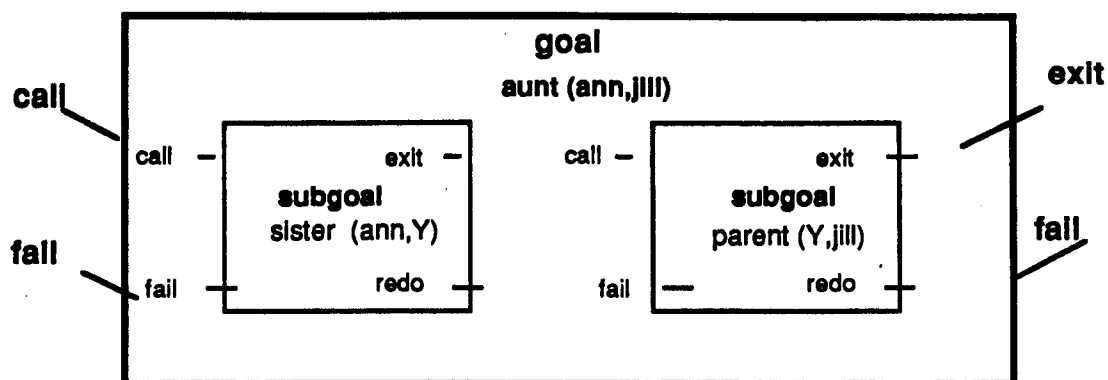 goal
aunt (ann,jill)
call
exit
call
exit
call
exit
subgoal
sister (ann,Y)
subgoal
parent (Y,jill)
fail
fail
fail
redo
fail
redo